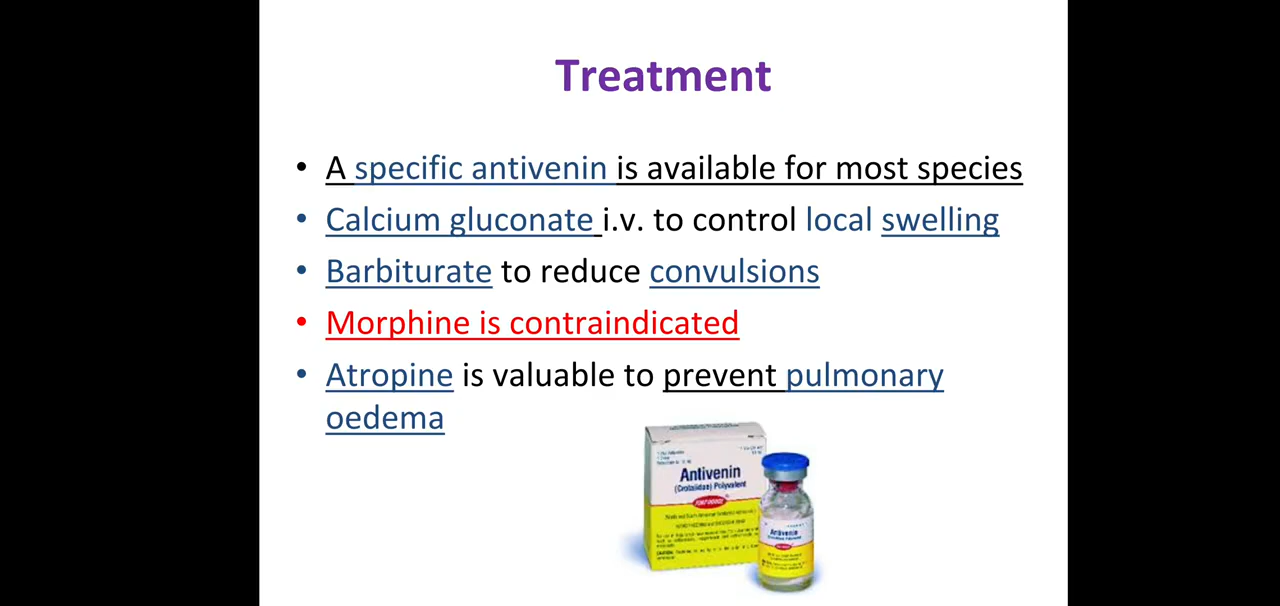 Treatment
• A specific antivenin is available for most species
• Calcium gluconate i.v. to control local swelling
• Barbiturate to reduce convulsions
• Morphine is contraindicated
• Atropine is valuable to prevent pulmonary
oedema
Antivenin
(Crotalidae) Polyvalent
Antivenin